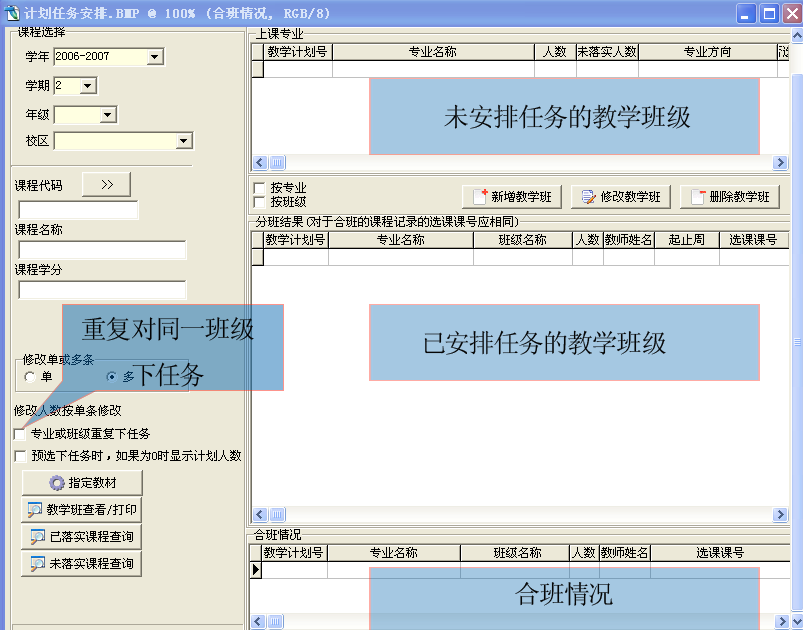 计划任务安排.BMP @ 100% (合班情况, RGB/8)
课程选择
学年 2006-2007
学期 2
年级
校区
课程代码 >>
课程名称
课程学分
重复对同一班级
下任务
修改单或多条
单 多
修改人数按单条修改
专业或班级重复下任务
预选下任务时，如果为0时显示计划人数
指定教材
教学班查看/打印
已落实课程查询
未落实课程查询
上课专业
教学计划号 专业名称 人数 未落实人数 专业方向
未安排任务的教学班级
按专业
按班级
新增教学班 修改教学班 删除教学班
分班结果(对于合班的课程记录的选课课号应相同)
教学计划号 专业名称 班级名称 人数 教师姓名 起止周 选课课号
已安排任务的教学班级
合班情况
教学计划号 专业名称 班级名称 人数 教师姓名 选课课号
合班情况